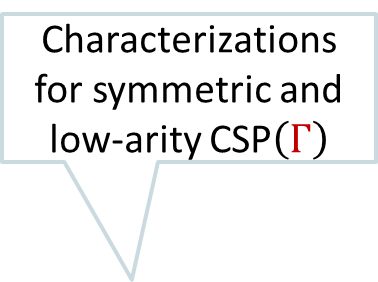 Characterizations
for symmetric and
low-arity CSP(Γ)